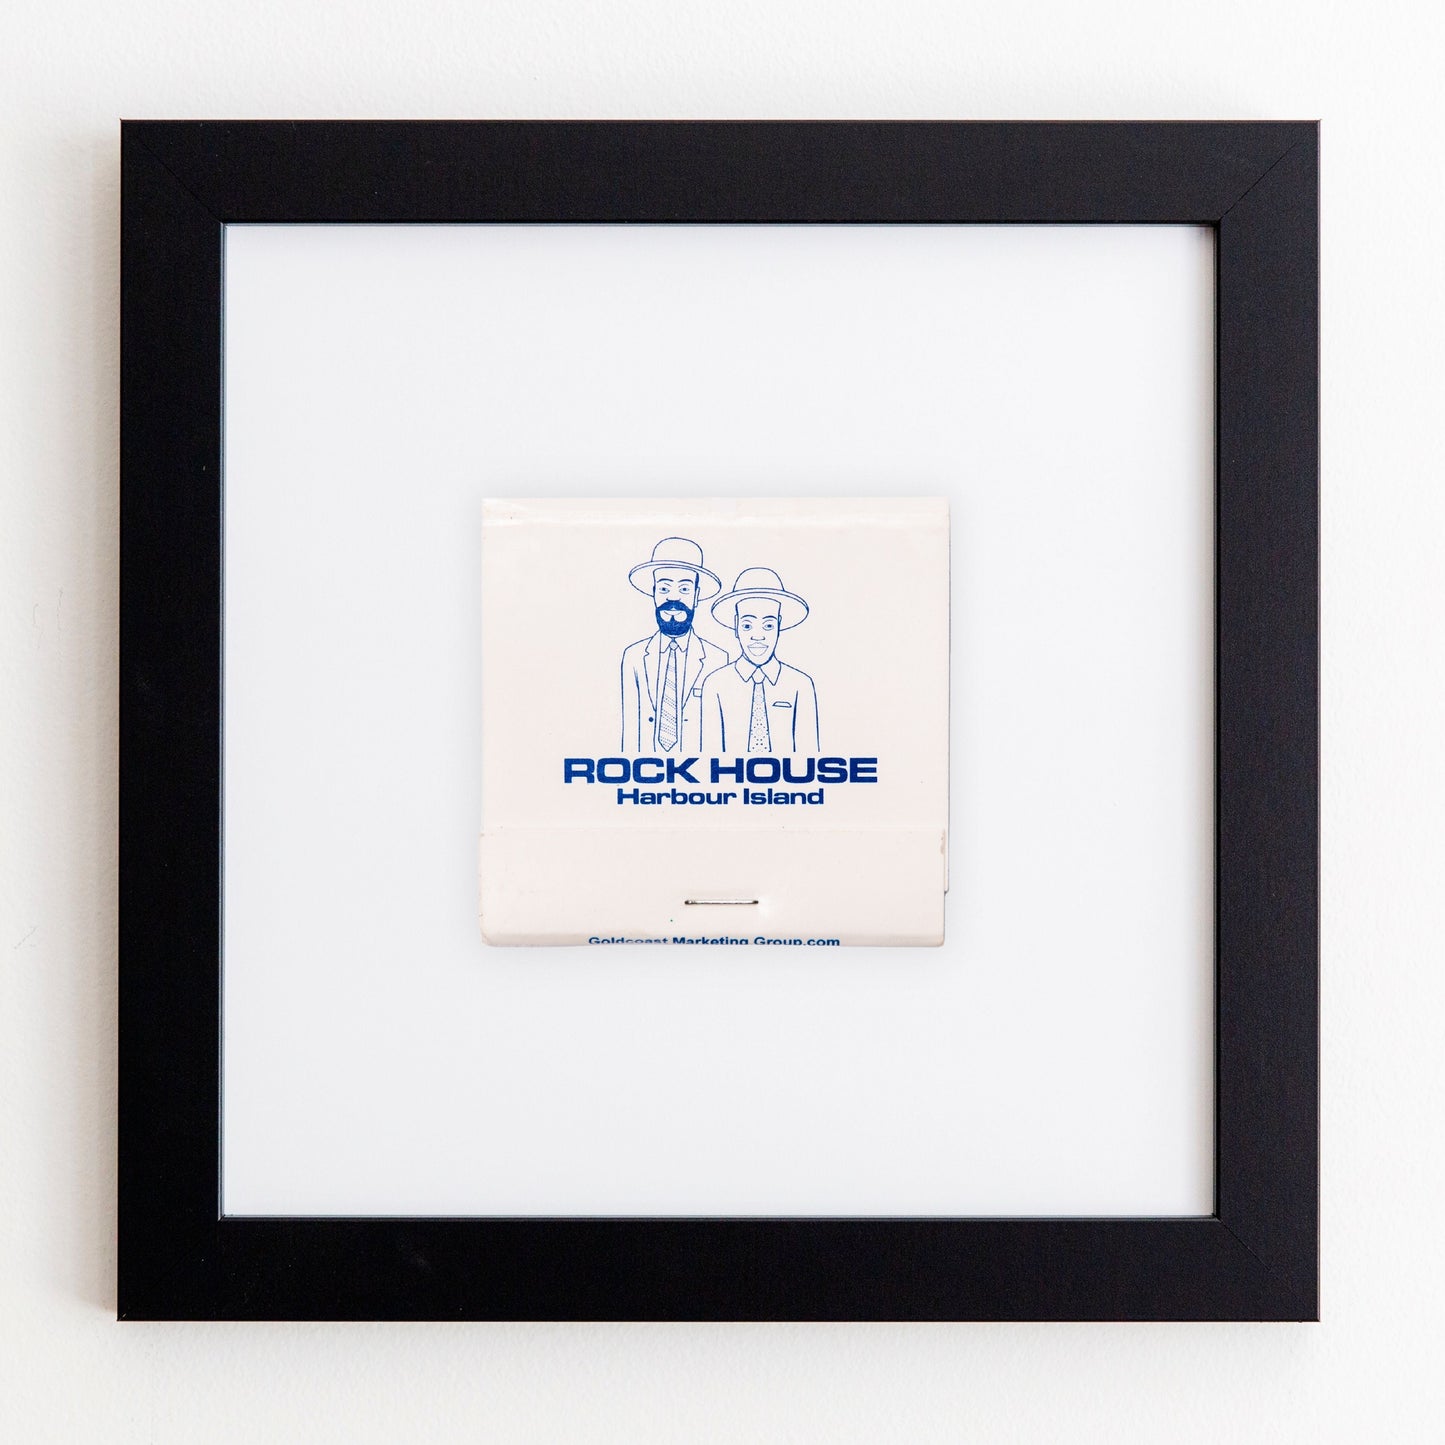 ROCK HOUSE
Harbour Island
Goldcoast Marketing Group.com